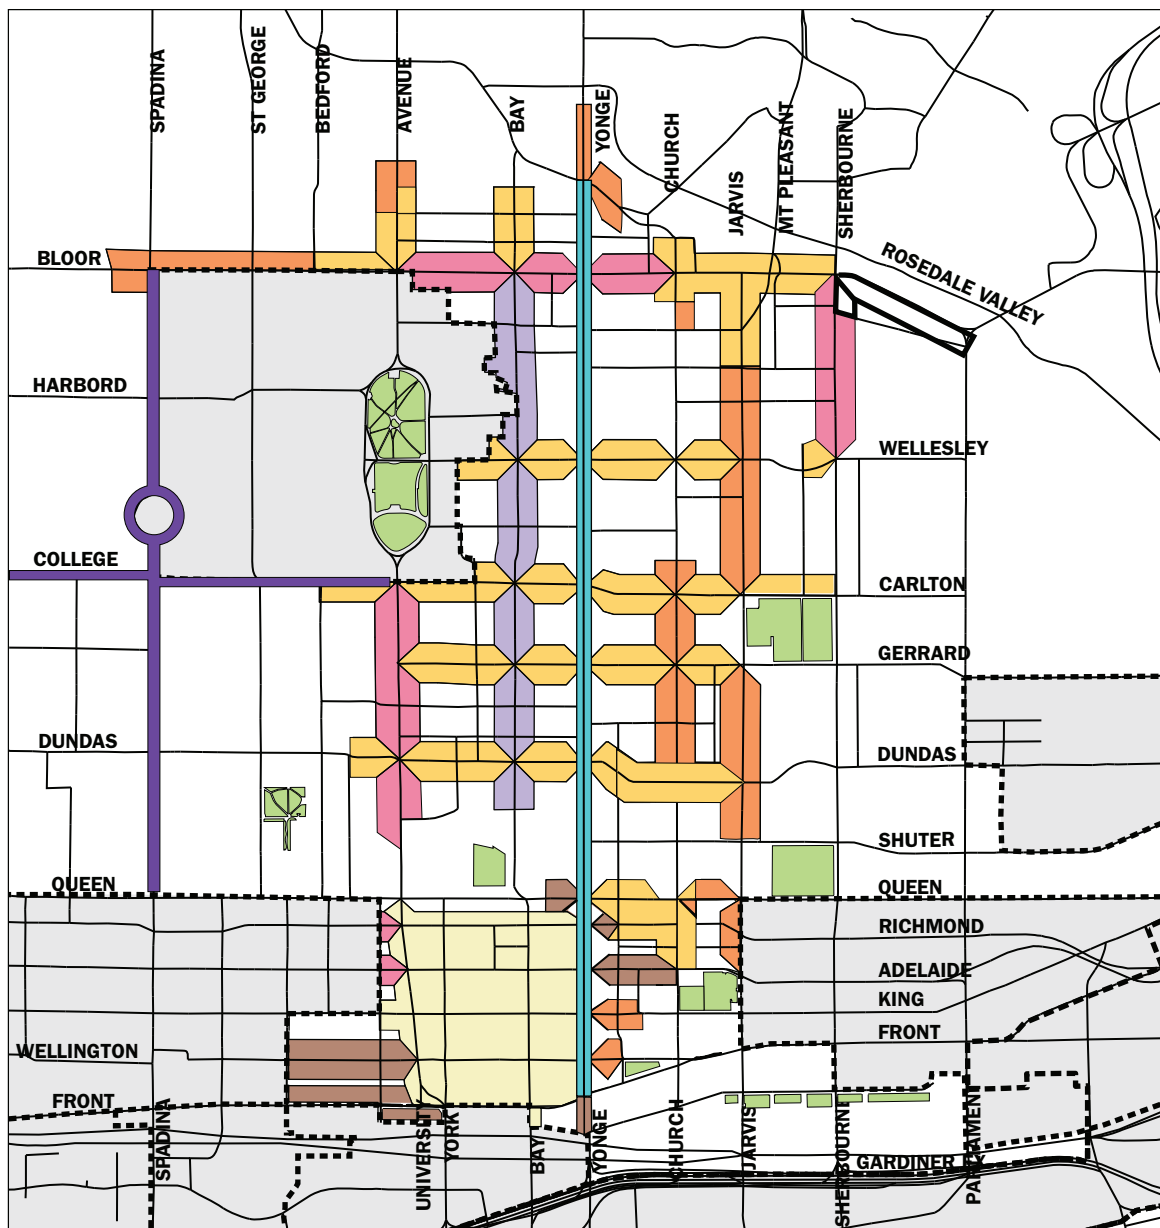 SPADINA
ST GEORGE
BEDFORD
AVENUE
BAY
YONGE
CHURCH
JARVIS
MT PLEASANT
SHERBOURNE
BLOOR
ROSEDALE VALLEY
HARBORD
WELLESLEY
COLLEGE
CARLTON
GERRARD
DUNDAS
DUNDAS
SHUTER
QUEEN
QUEEN
RICHMOND
ADELAIDE
KING
FRONT
WELLINGTON
FRONT
SPADINA
UNIVERSITY
YORK
BAY
YONGE
CHURCH
JARVIS
SHERBOURNE
GARDINER EX
PARLIAMENT